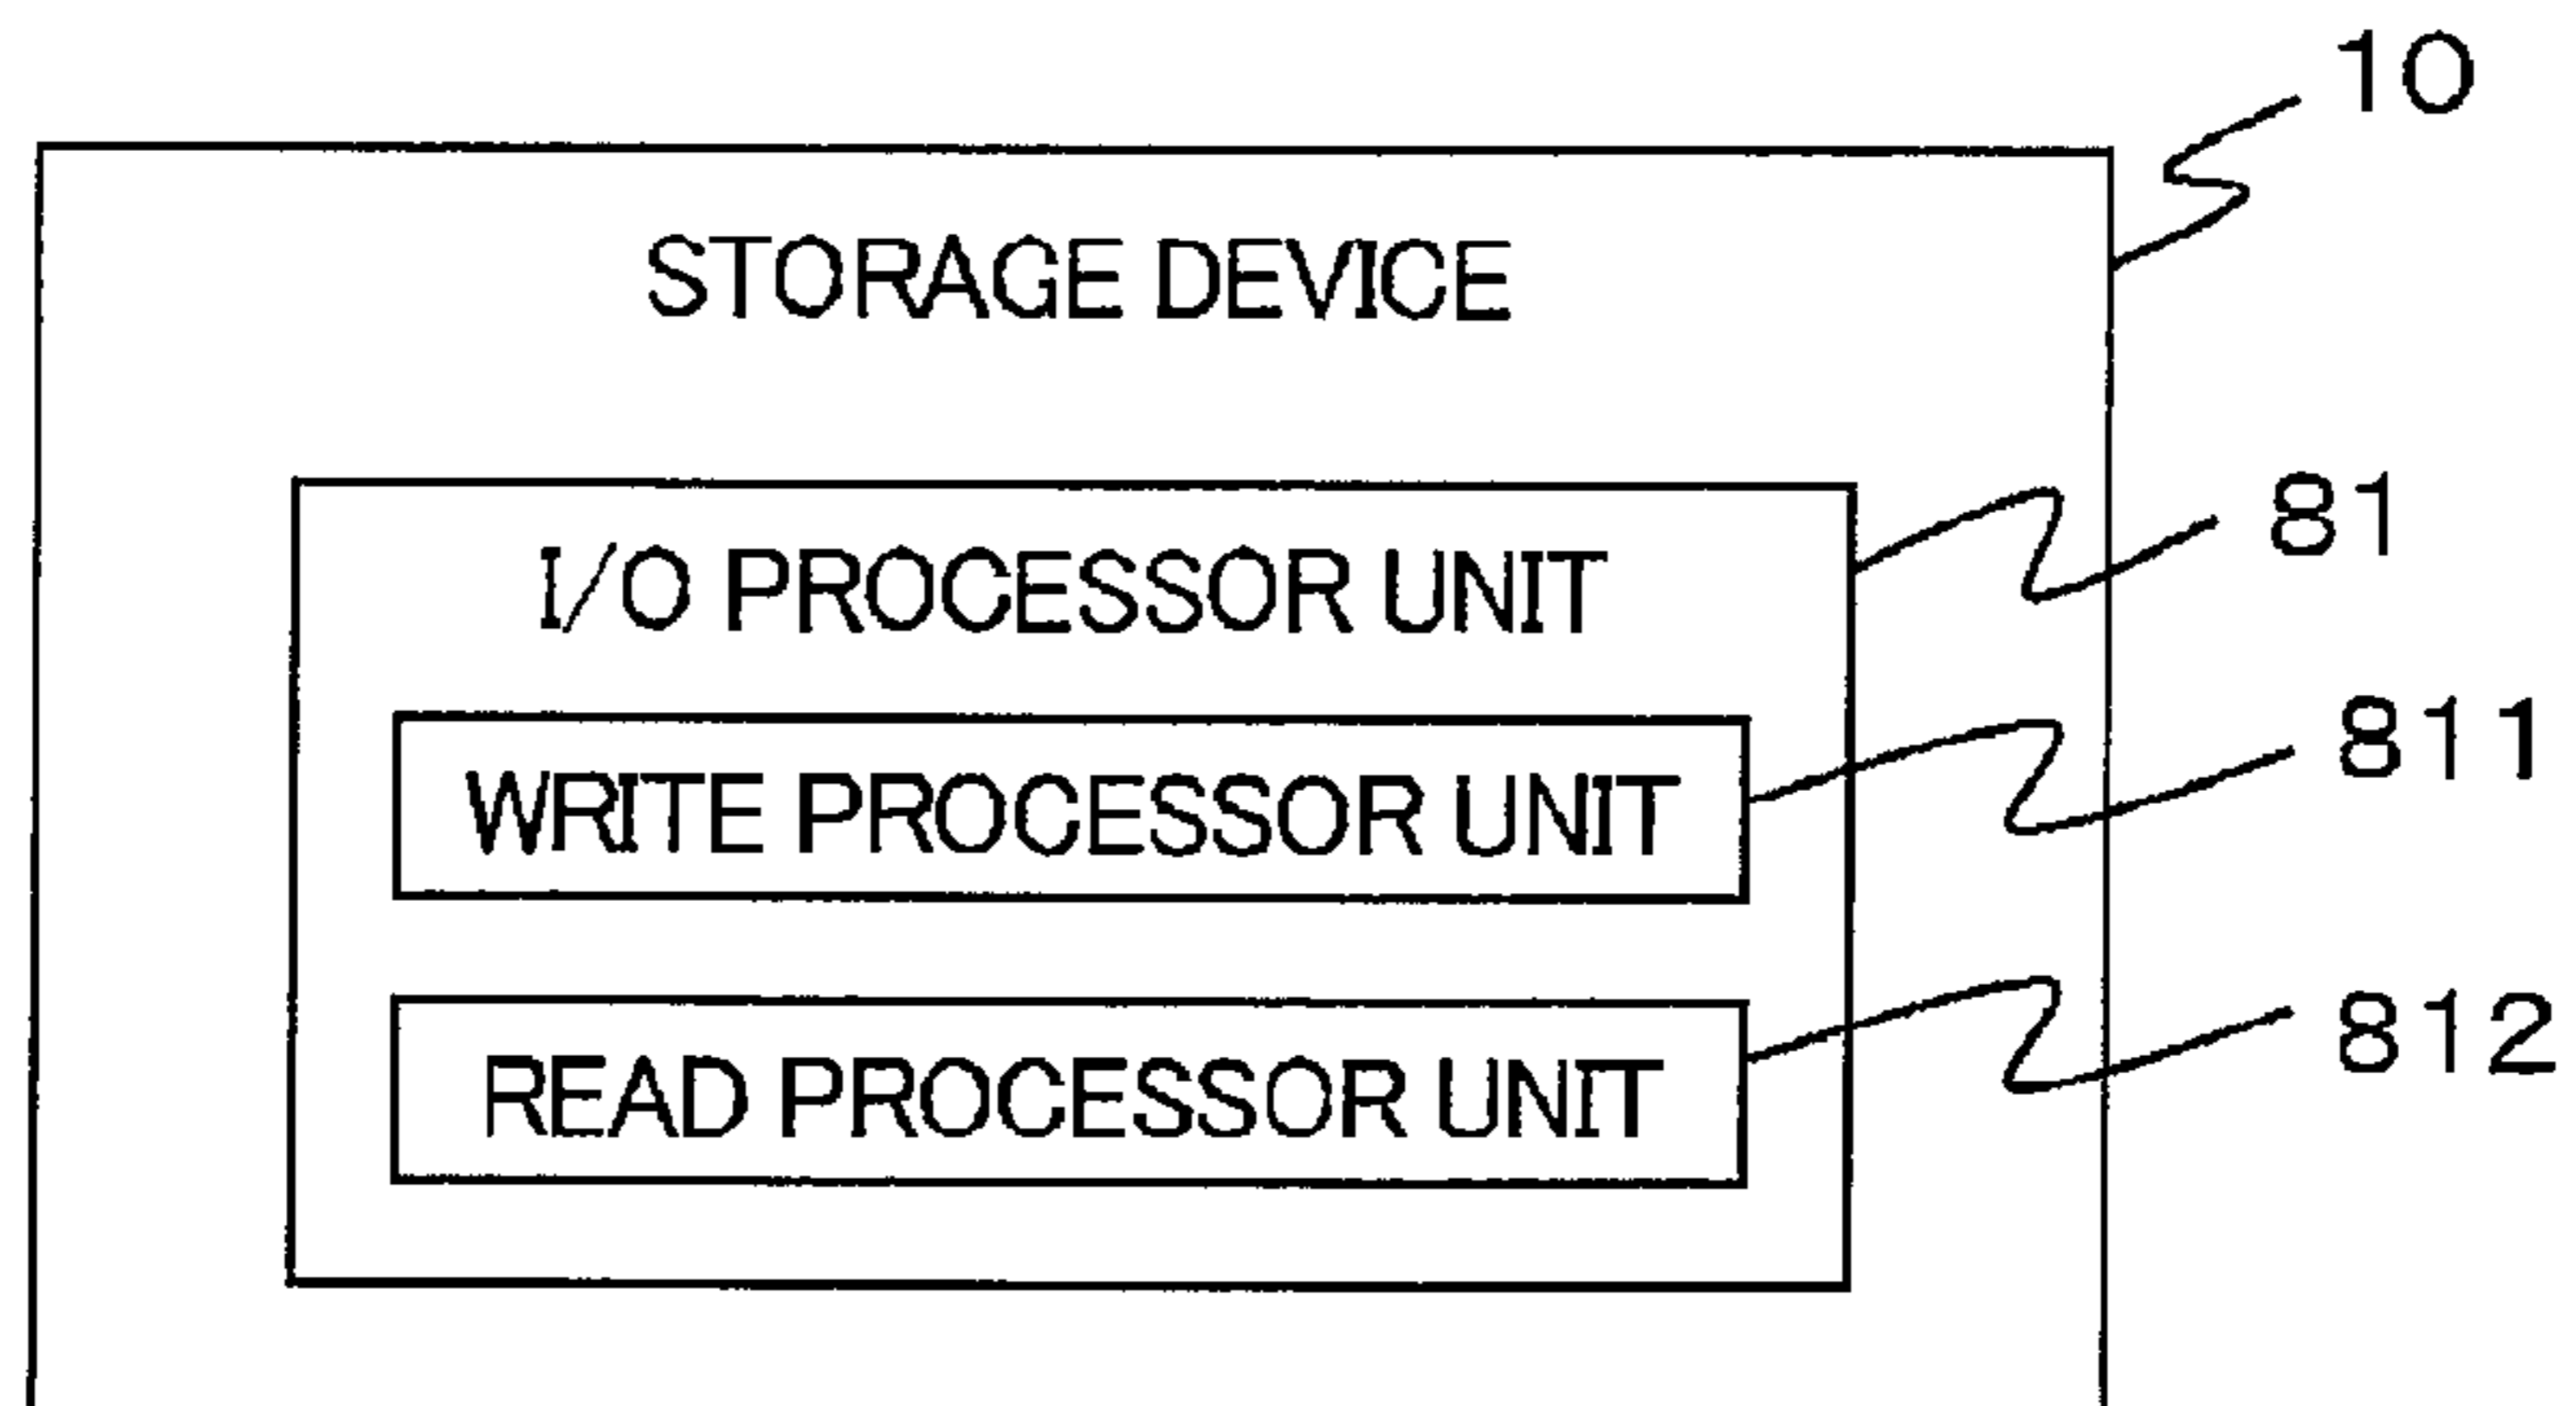 10
STORAGE DEVICE
81
I/O PROCESSOR UNIT
811
WRITE PROCESSOR UNIT
812
READ PROCESSOR UNIT